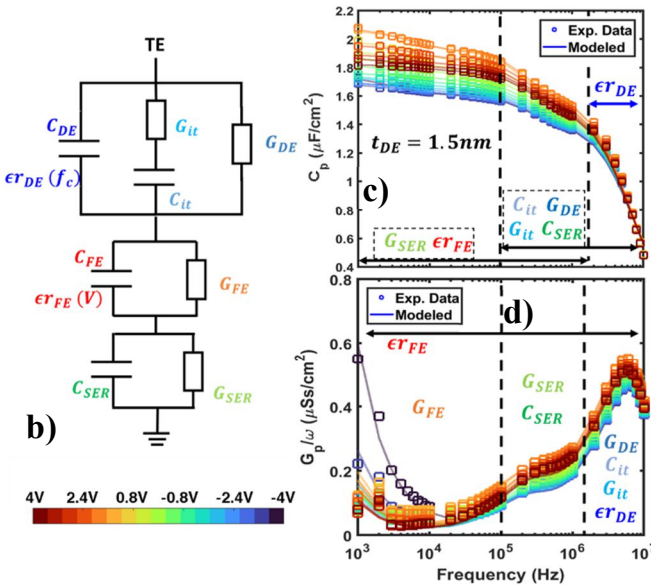 b)
TE
C_DE
G_it
G_DE
ϵr_DE (f_c)
C_it
C_FE
G_FE
ϵr_FE (V)
C_SER
G_SER
4V 2.4V 0.8V -0.8V -2.4V -4V
2.2
2
1.8
1.6
1.4
1.2
1
0.8
0.6
0.4
C_p (μF/cm²)
Exp. Data
Modeled
ϵr_DE
t_DE = 1.5nm
c)
C_it G_DE
G_it C_SER
G_SER ϵr_FE
0.8
0.6
0.4
0.2
0
G_p/ω (μSs/cm²)
Exp. Data
Modeled
d)
ϵr_FE
G_FE
G_SER
C_SER
G_DE
C_it
G_it
ϵr_DE
10³ 10⁴ 10⁵ 10⁶ 10⁷
Frequency (Hz)